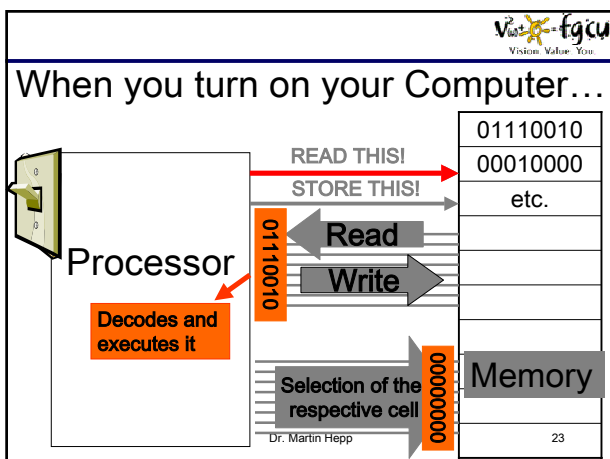 fgcu
Vision Value You.
When you turn on your Computer…
01110010
READ THIS!
00010000
STORE THIS!
etc.
01110010
Read
Processor
Write
Decodes and
executes it
Selection of the
respective cell
00000000
Memory
Dr. Martin Hepp
23